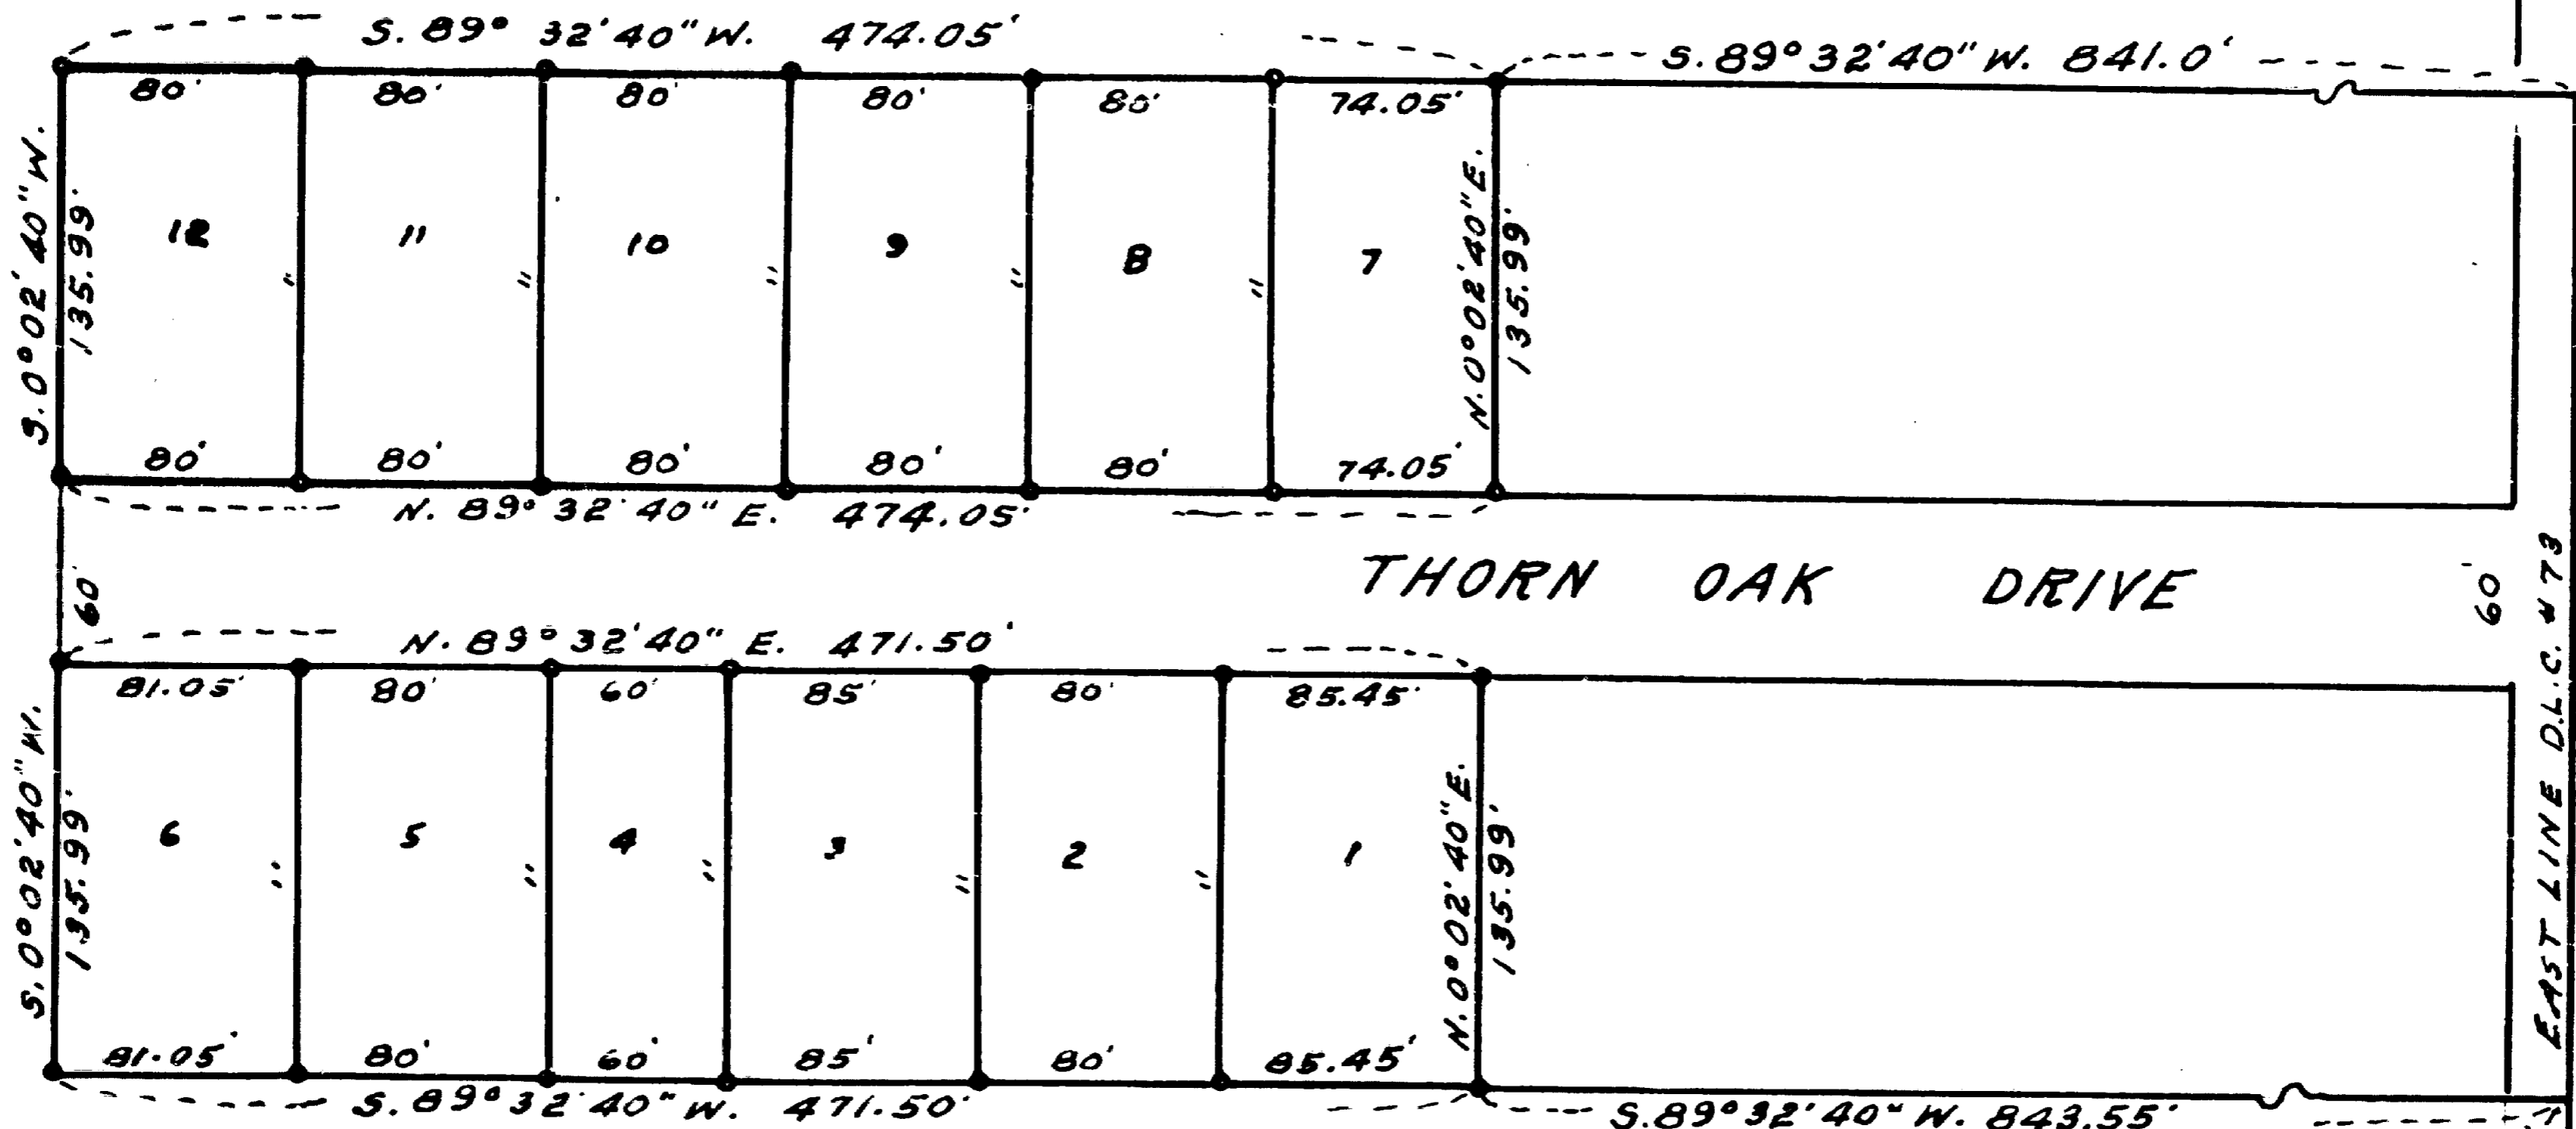 S. 89° 32' 40" W. 474.05'
S. 89° 32' 40" W. 841.0'
80' 80' 80' 80' 80' 74.05'
S. 0° 02' 40" W.
135.99'
12 " 11 " 10 " 9 " 8 " 7
N. 0° 02' 40" E.
135.99'
80' 80' 80' 80' 80' 74.05'
N. 89° 32' 40" E. 474.05'
60'
THORN OAK DRIVE
60'
EAST LINE D.L.C. #73
N. 89° 32' 40" E. 471.50'
81.05' 80' 60' 85' 80' 85.45'
S. 0° 02' 40" W.
135.99'
6 " 5 " 4 " 3 " 2 " 1
N. 0° 02' 40" E.
135.99'
81.05' 80' 60' 85' 80' 85.45'
S. 89° 32' 40" W. 471.50'
S. 89° 32' 40" W. 843.55'